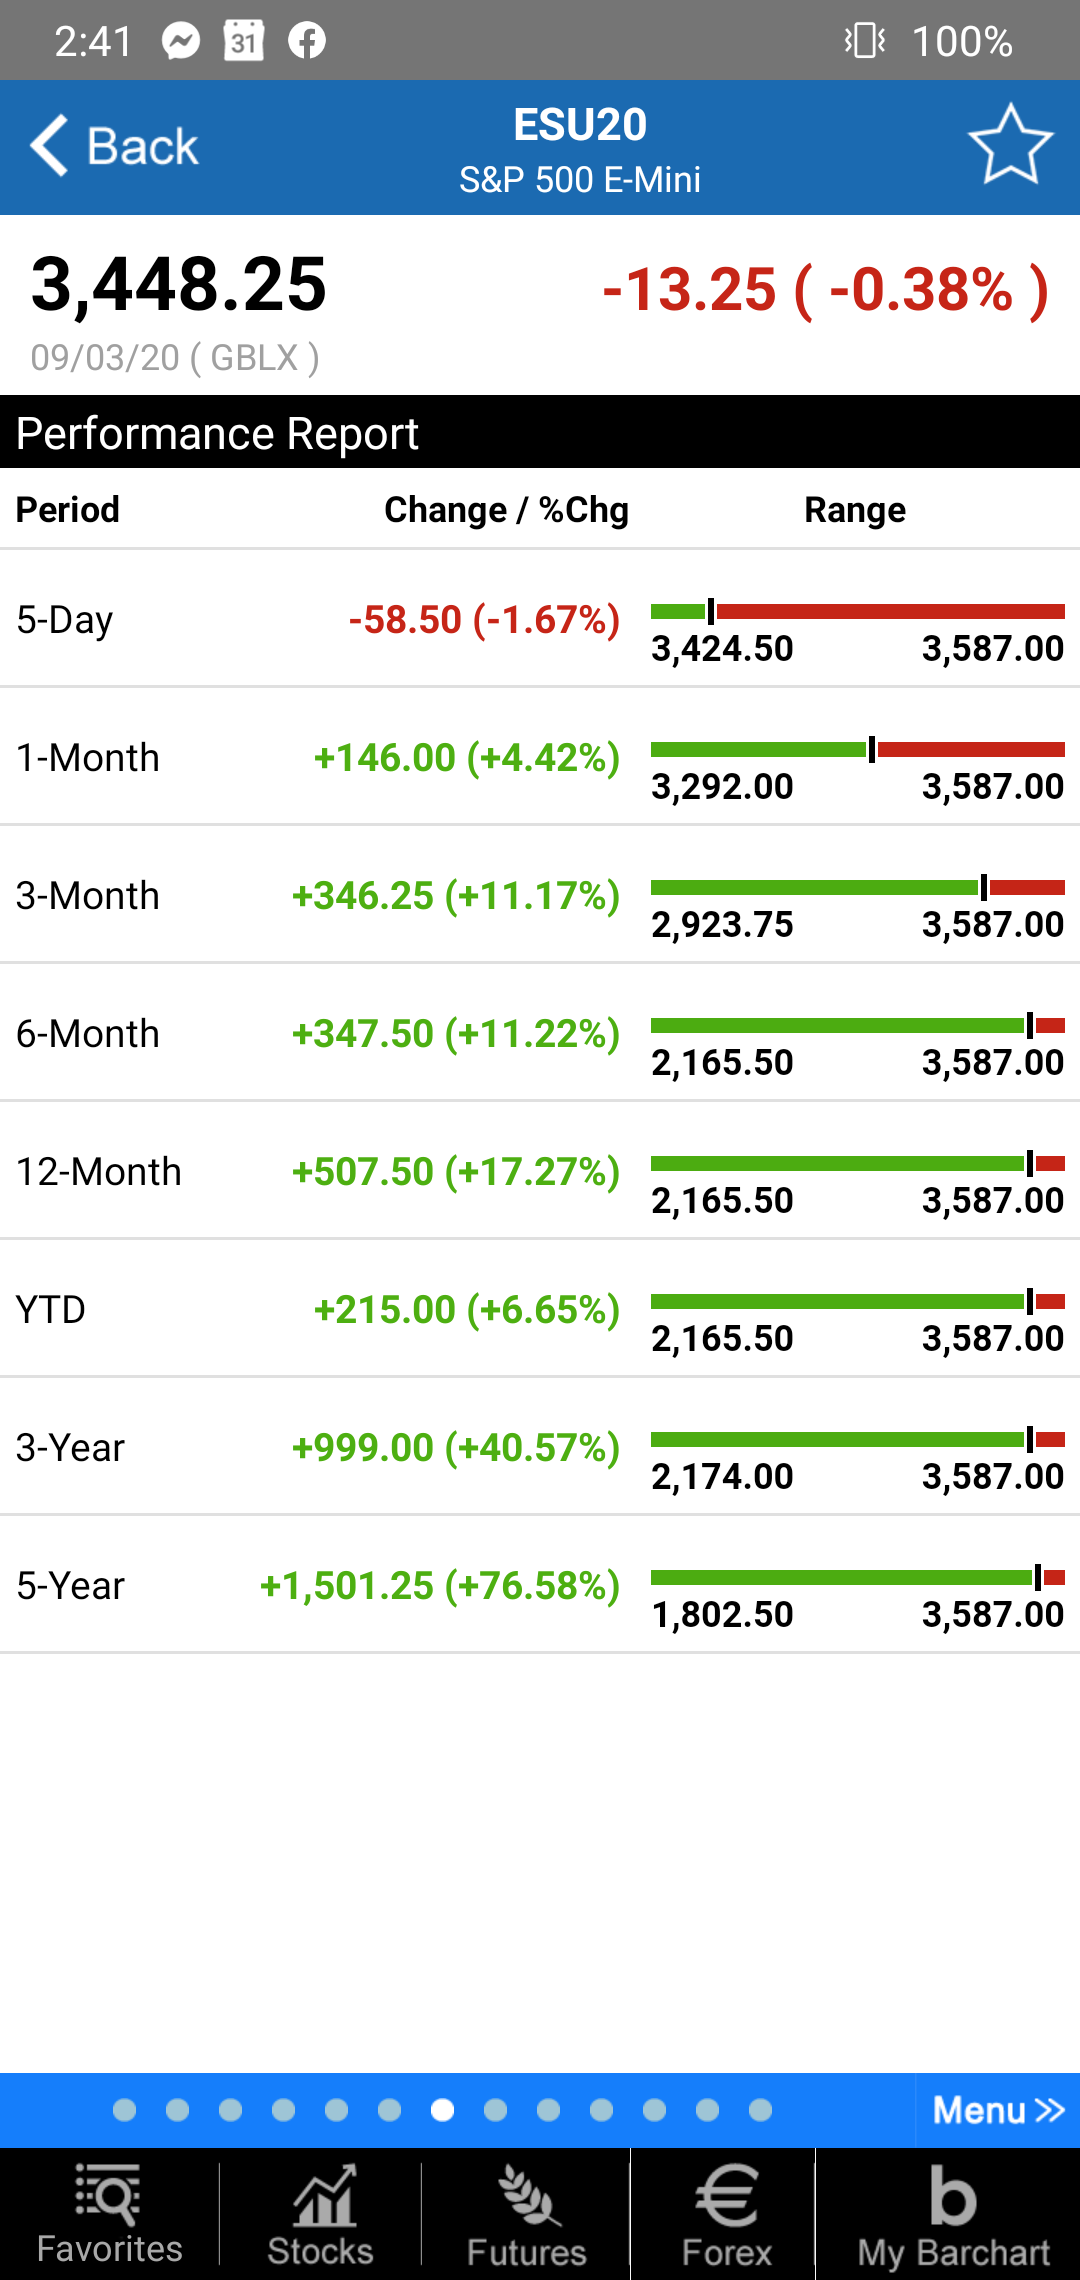 2:41 31 100%
Back
ESU20
S&P 500 E-Mini
3,448.25 -13.25 ( -0.38% )
09/03/20 ( GBLX )
Performance Report
Period Change / %Chg Range
5-Day -58.50 (-1.67%)
3,424.50 3,587.00
1-Month +146.00 (+4.42%)
3,292.00 3,587.00
3-Month +346.25 (+11.17%)
2,923.75 3,587.00
6-Month +347.50 (+11.22%)
2,165.50 3,587.00
12-Month +507.50 (+17.27%)
2,165.50 3,587.00
YTD +215.00 (+6.65%)
2,165.50 3,587.00
3-Year +999.00 (+40.57%)
2,174.00 3,587.00
5-Year +1,501.25 (+76.58%)
1,802.50 3,587.00
Menu
Favorites Stocks Futures Forex My Barchart